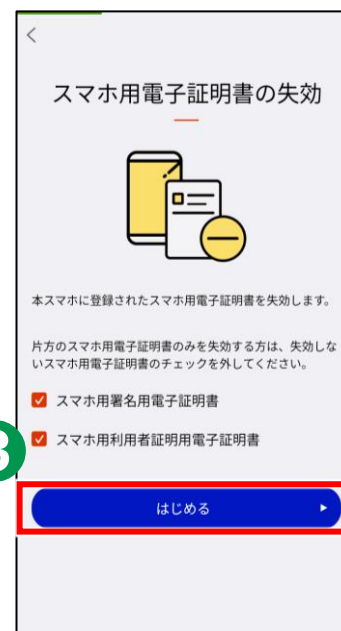 スマホ用電子証明書の失効
本スマホに登録されたスマホ用電子証明書を失効します。
片方のスマホ用電子証明書のみを失効する方は、失効しな
いスマホ用電子証明書のチェックを外してください。
スマホ用署名用電子証明書
スマホ用利用者証明用電子証明書
はじめる